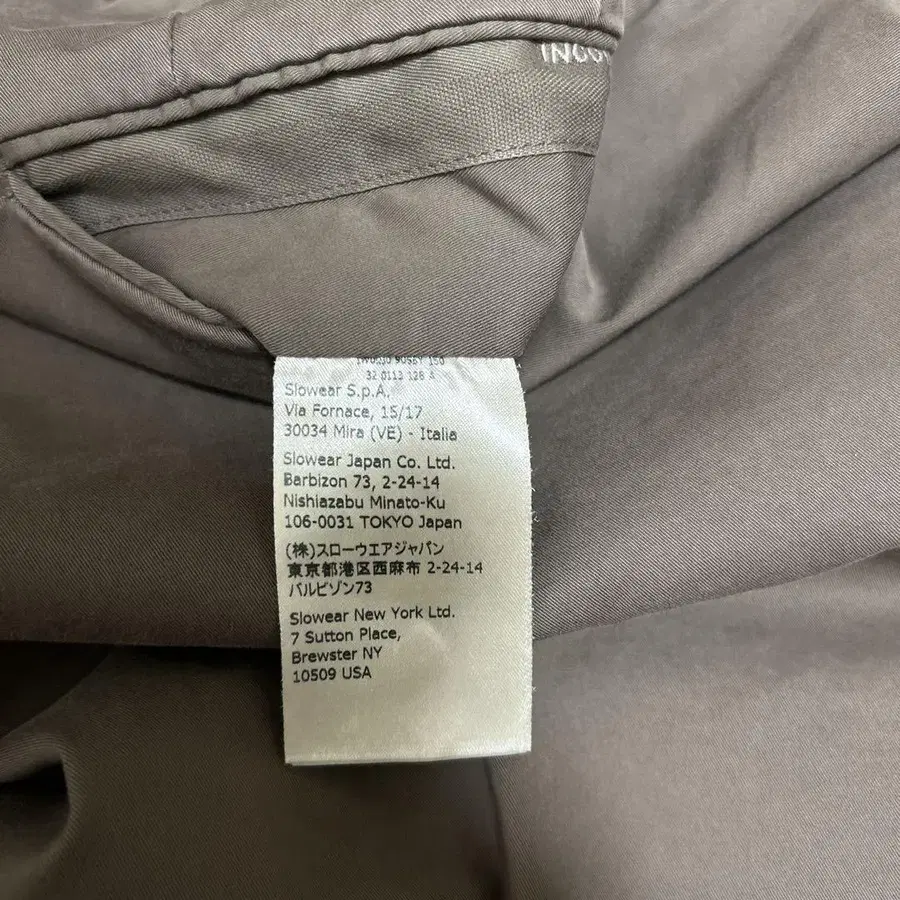 Slowear S.p.A.
Via Fornace, 15/17
30034 Mira (VE) - Italia
Slowear Japan Co. Ltd.
Barbizon 73, 2-24-14
Nishiazabu Minato-Ku
106-0031 TOKYO Japan
(株)スローウエアジャパン
東京都港区西麻布 2-24-14
バルビゾン73
Slowear New York Ltd.
7 Sutton Place,
Brewster NY
10509 USA